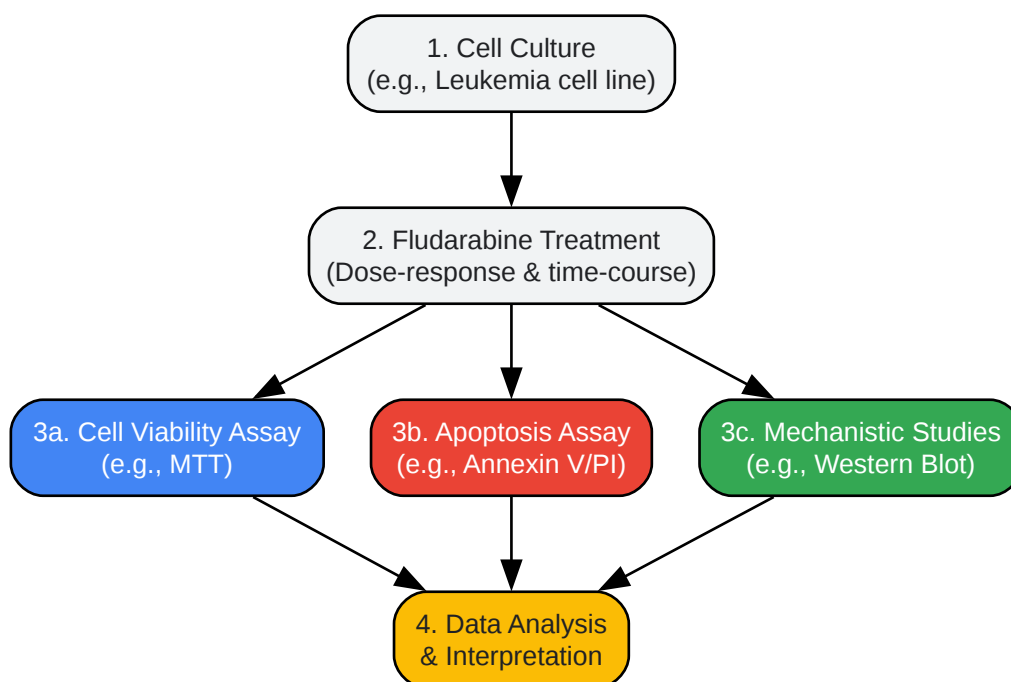 1. Cell Culture
(e.g., Leukemia cell line)
2. Fludarabine Treatment
(Dose-response & time-course)
3a. Cell Viability Assay
(e.g., MTT)
3b. Apoptosis Assay
(e.g., Annexin V/PI)
3c. Mechanistic Studies
(e.g., Western Blot)
4. Data Analysis
& Interpretation